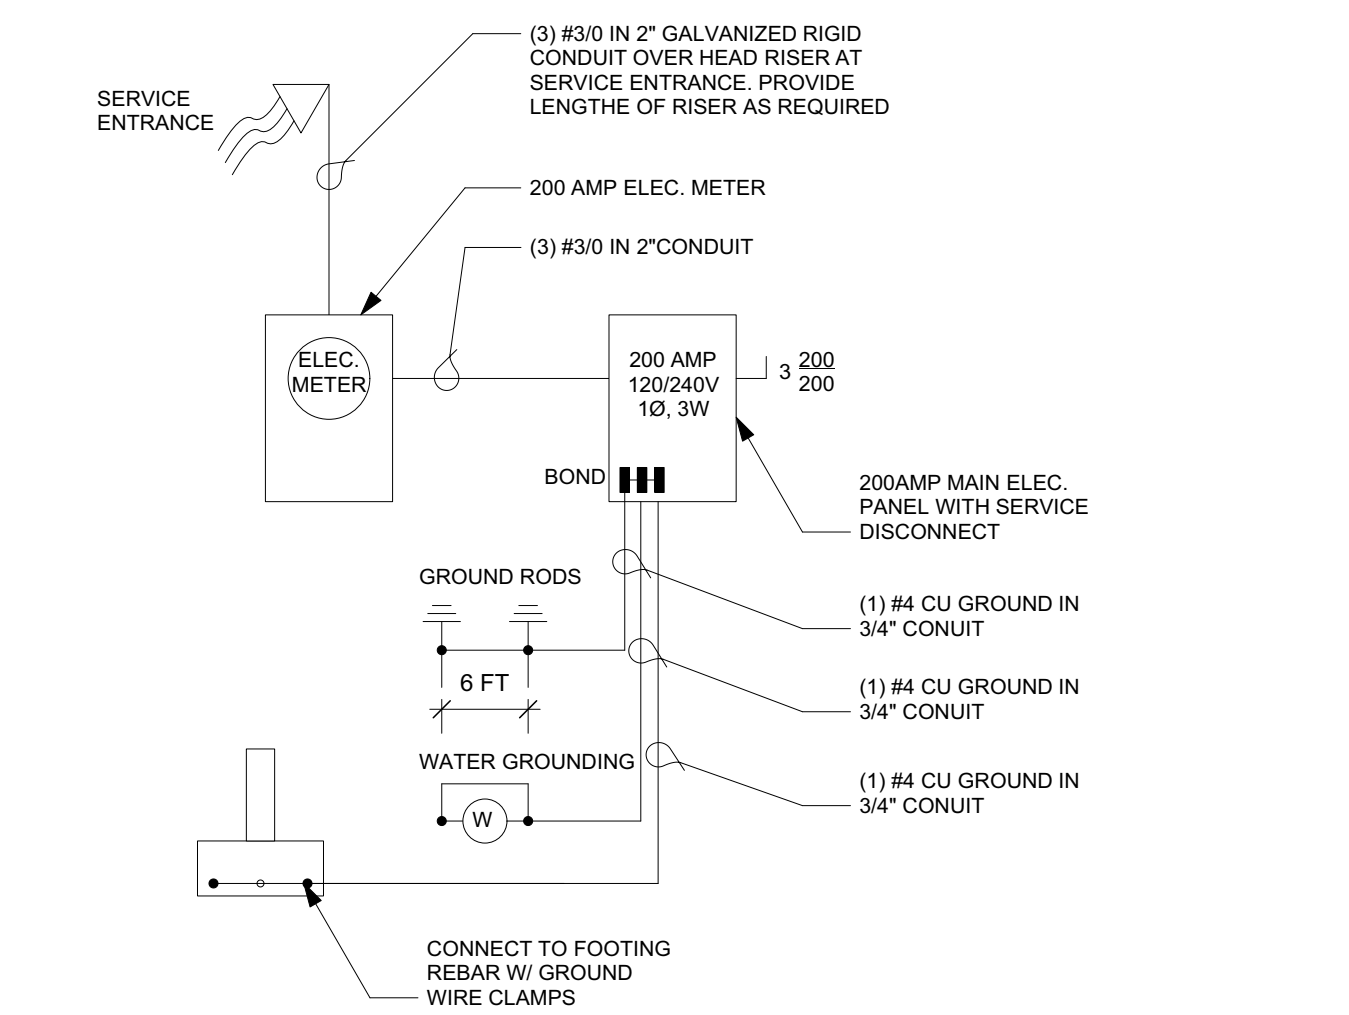 (3) #3/0 IN 2" GALVANIZED RIGID
CONDUIT OVER HEAD RISER AT
SERVICE ENTRANCE. PROVIDE
LENGTHE OF RISER AS REQUIRED
SERVICE
ENTRANCE
200 AMP ELEC. METER
(3) #3/0 IN 2"CONDUIT
ELEC.
METER
200 AMP
120/240V
1Ø, 3W
3 200
200
BOND
200AMP MAIN ELEC.
PANEL WITH SERVICE
DISCONNECT
GROUND RODS
(1) #4 CU GROUND IN
3/4" CONUIT
6 FT
(1) #4 CU GROUND IN
3/4" CONUIT
WATER GROUNDING
(1) #4 CU GROUND IN
3/4" CONUIT
W
CONNECT TO FOOTING
REBAR W/ GROUND
WIRE CLAMPS